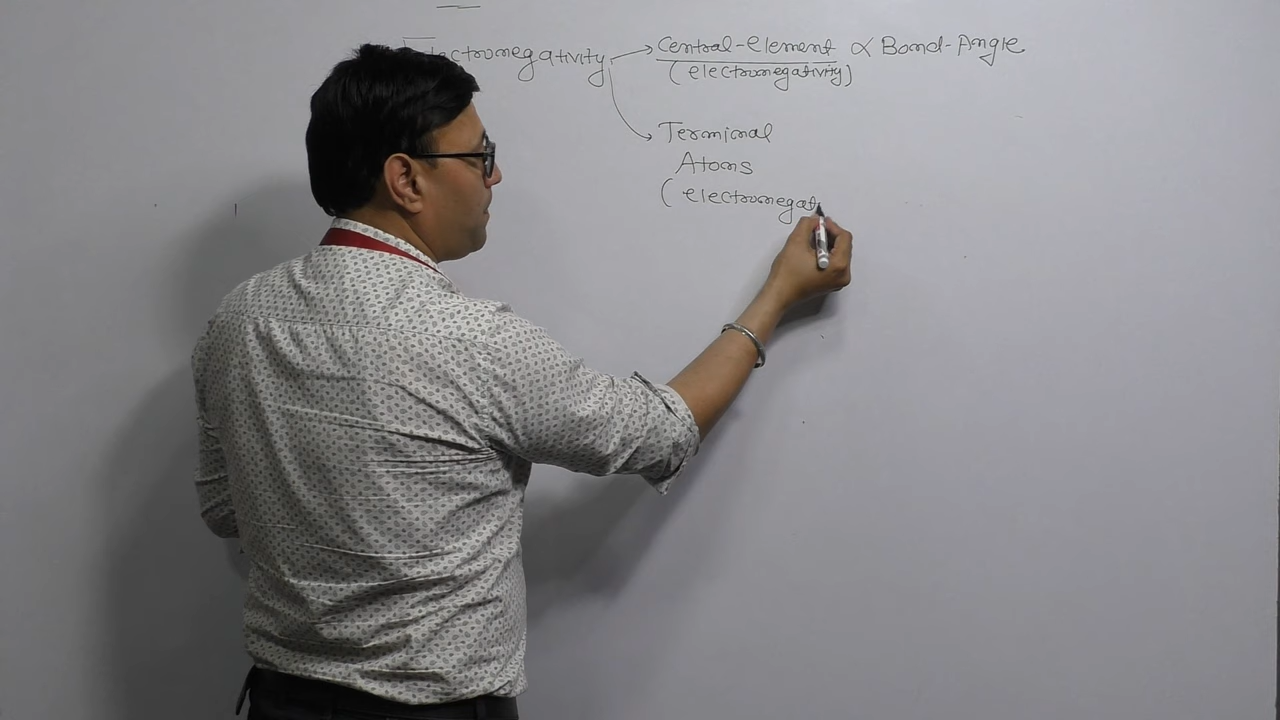 Electronegativity → Central-element ∝ Bond-Angle
(electronegativity)
Terminal
Atoms
(electronegat